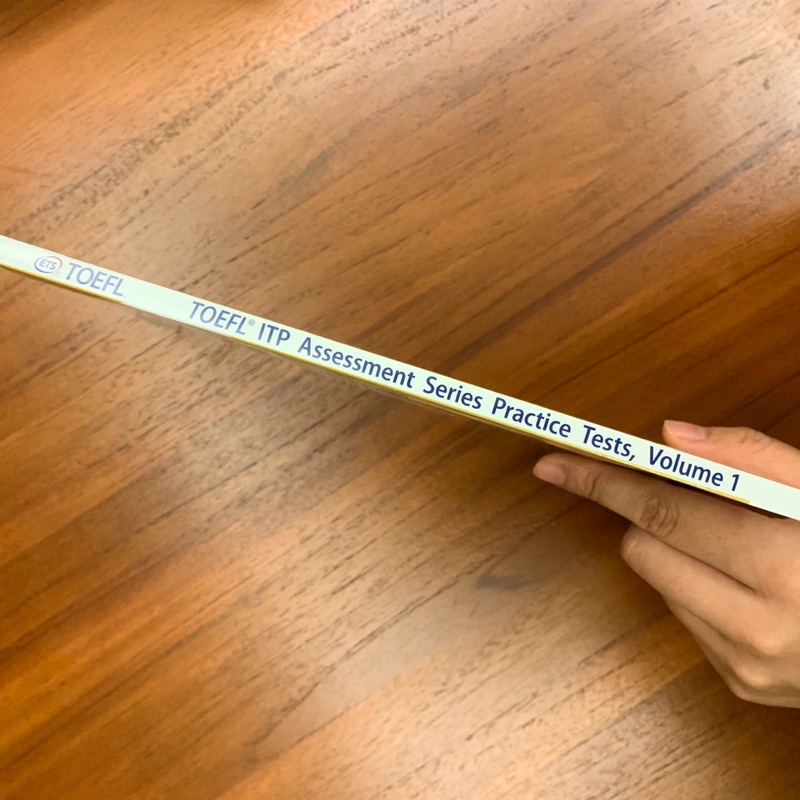 ETS TOEFL TOEFL® ITP Assessment Series Practice Tests, Volume 1